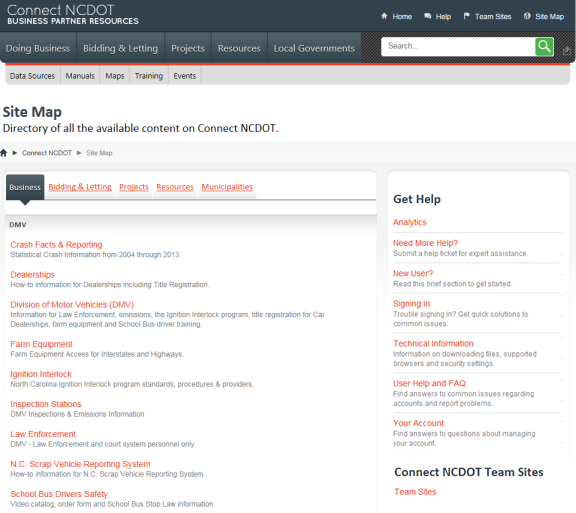 Connect NCDOT
BUSINESS PARTNER RESOURCES
Home Help Team Sites Site Map
Doing Business Bidding & Letting Projects Resources Local Governments
Search...
Data Sources Manuals Maps Training Events
Site Map
Directory of all the available content on Connect NCDOT.
Connect NCDOT Site Map
Business Bidding & Letting Projects Resources Municipalities
DMV
Crash Facts & Reporting
Statistical Crash Information from 2004 through 2013.
Dealerships
How-to information for Dealerships including Title Registration.
Division of Motor Vehicles (DMV)
Information for Law Enforcement, emissions, the Ignition Interlock program, title registration for Car
Dealerships, farm equipment and School Bus driver training.
Farm Equipment
Farm Equipment Access for Interstates and Highways.
Ignition Interlock
North Carolina Ignition Interlock program standards, procedures & providers.
Inspection Stations
DMV Inspections & Emissions Information
Law Enforcement
DMV - Law Enforcement and court system personnel only
N.C. Scrap Vehicle Reporting System
How-to information for N.C. Scrap Vehicle Reporting System.
School Bus Drivers Safety
Video catalog, order form and School Bus Stop Law information.
Get Help
Analytics
Need More Help?
Submit a help ticket for expert assistance.
New User?
Read this brief section to get started.
Signing In
Trouble signing in? Get quick solutions to
common issues.
Technical Information
Information on downloading files, supported
browsers and security settings.
User Help and FAQ
Find answers to common issues regarding
accounts and report problems.
Your Account
Find answers to questions about managing
your account.
Connect NCDOT Team Sites
Team Sites